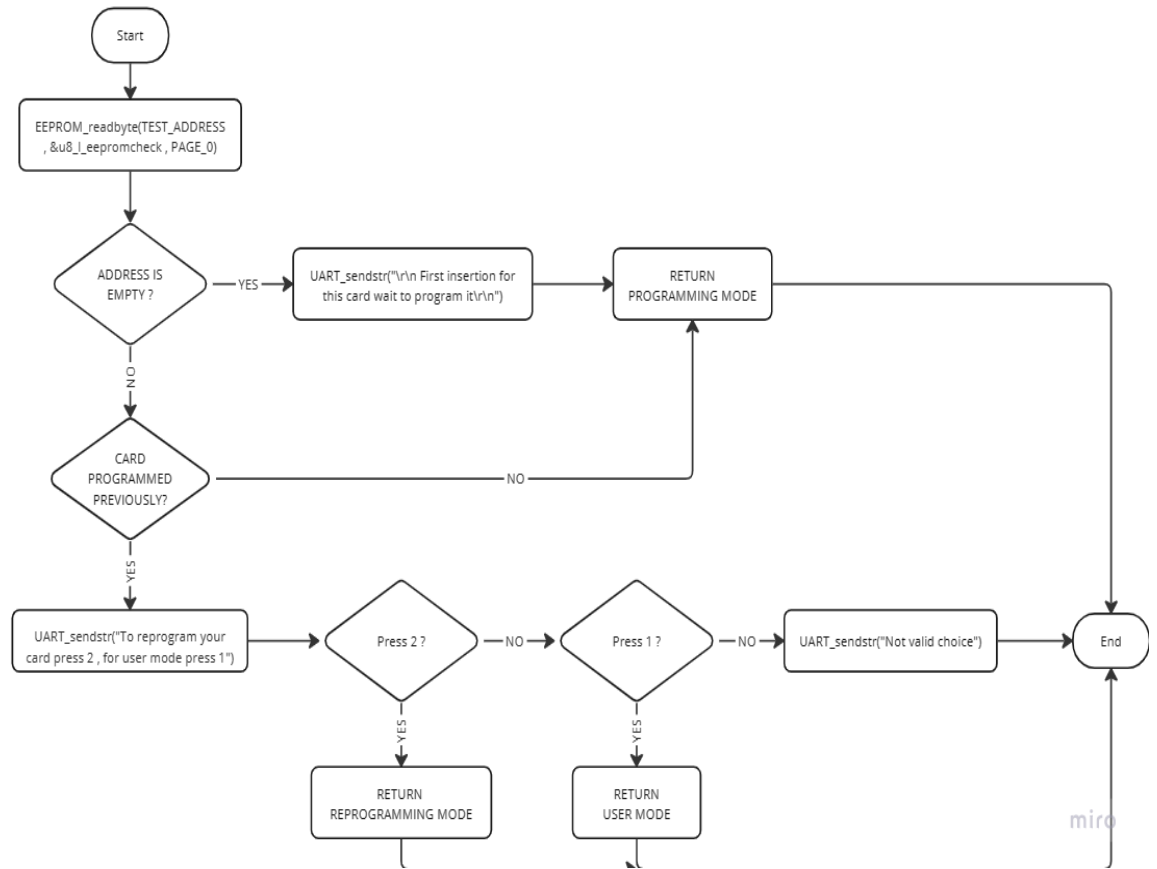 Start
EEPROM_readbyte(TEST_ADDRESS
, &u8_l_eepromcheck , PAGE_0)
ADDRESS IS
EMPTY ?
YES
UART_sendstr("\r\n First insertion for
this card wait to program it\r\n")
RETURN
PROGRAMMING MODE
NO
CARD
PROGRAMMED
PREVIOUSLY?
NO
YES
UART_sendstr("To reprogram your
card press 2 , for user mode press 1")
Press 2 ?
NO
Press 1 ?
NO
UART_sendstr("Not valid choice")
End
YES
YES
RETURN
REPROGRAMMING MODE
RETURN
USER MODE
miro